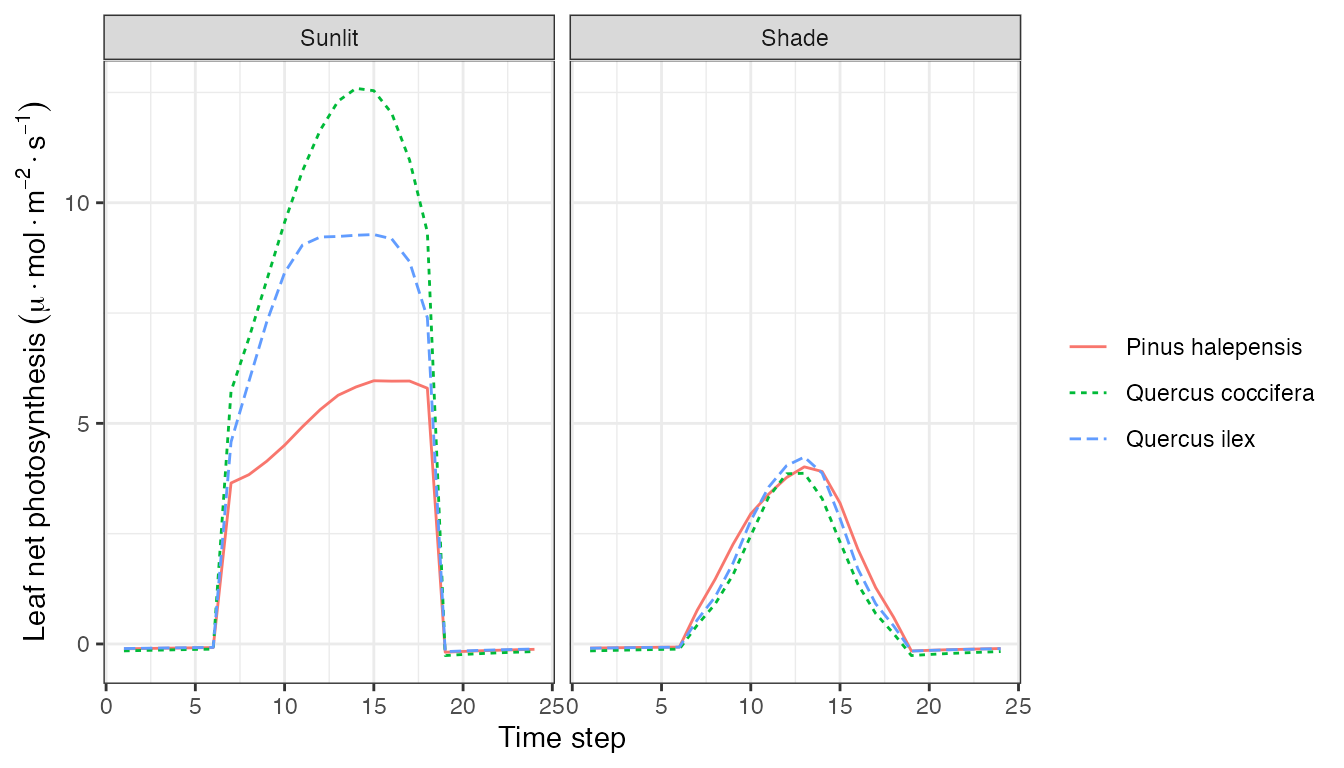 Sunlit
Shade
Leaf net photosynthesis (μ·mol·m⁻²·s⁻¹)
10
5
0
0 5 10 15 20 25
0 5 10 15 20 25
Time step
Pinus halepensis
Quercus coccifera
Quercus ilex